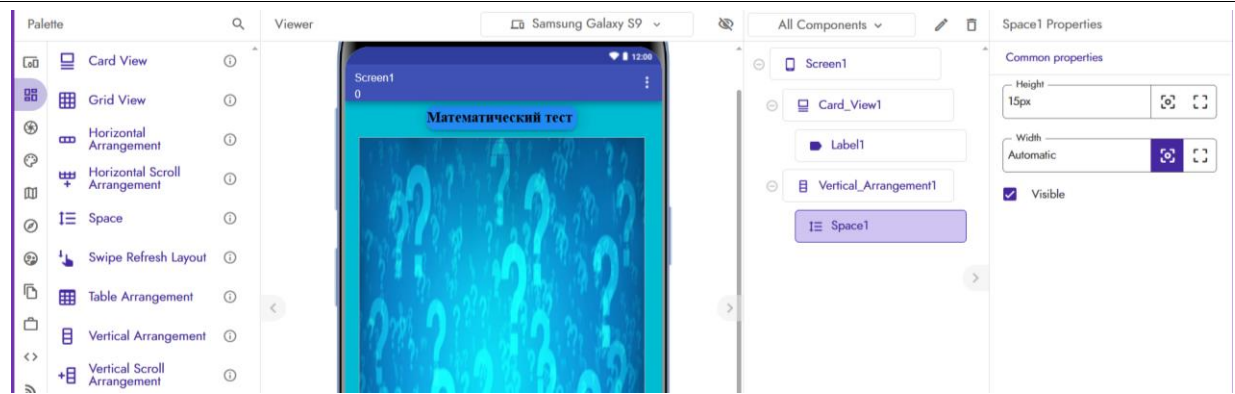 Palette
Card View
Grid View
Horizontal
Arrangement
Horizontal Scroll
Arrangement
Space
Swipe Refresh Layout
Table Arrangement
Vertical Arrangement
Vertical Scroll
Arrangement
Viewer
Samsung Galaxy S9
12:00
Screen1
0
Математический тест
All Components
Screen1
Card_View1
Label1
Vertical_Arrangement1
Space1
Space1 Properties
Common properties
Height
15px
Width
Automatic
Visible